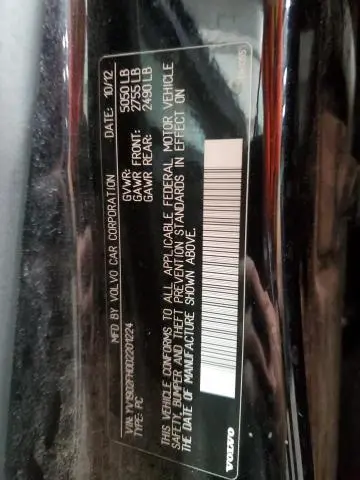 MFD BY VOLVO CAR CORPORATION DATE: 10/12
GVWR: 5050 LB
GAWR FRONT: 2755 LB
GAWR REAR: 2490 LB
TYPE: PC
THIS VEHICLE CONFORMS TO ALL APPLICABLE FEDERAL MOTOR VEHICLE
SAFETY, BUMPER AND THEFT PREVENTION STANDARDS IN EFFECT ON
THE DATE OF MANUFACTURE SHOWN ABOVE.
VOLVO